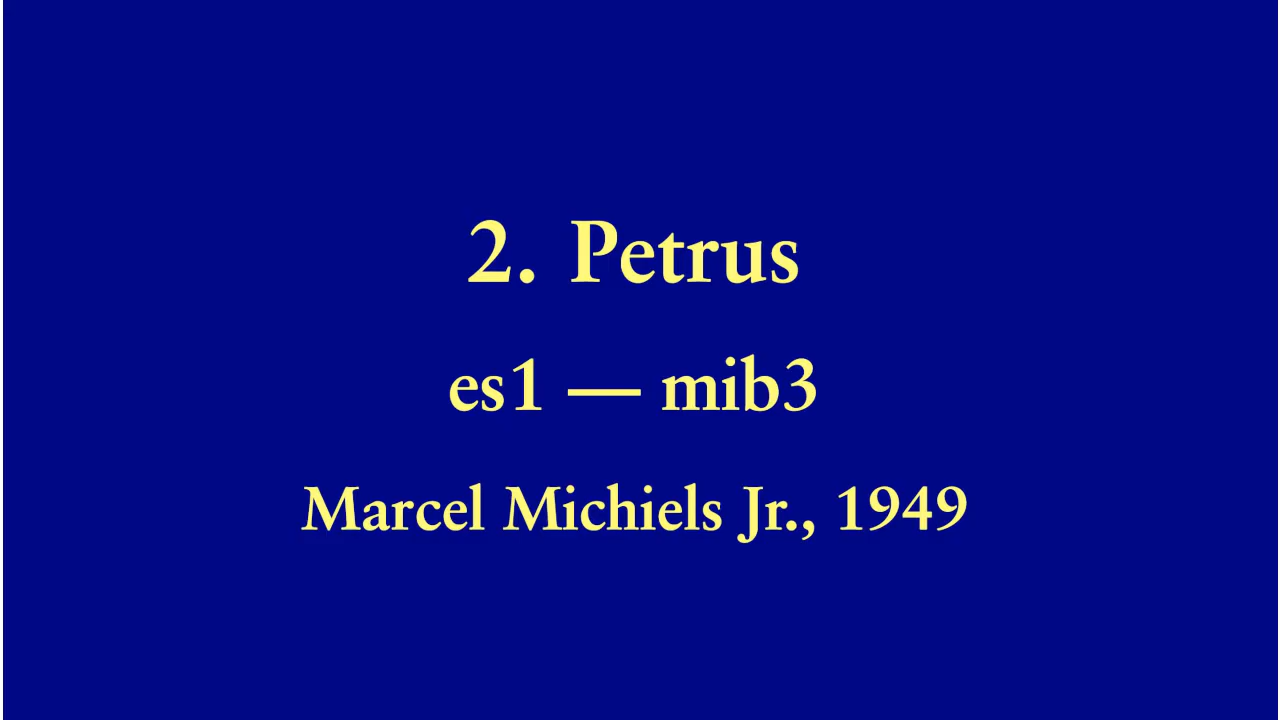 2. Petrus
es1 — mib3
Marcel Michiels Jr., 1949